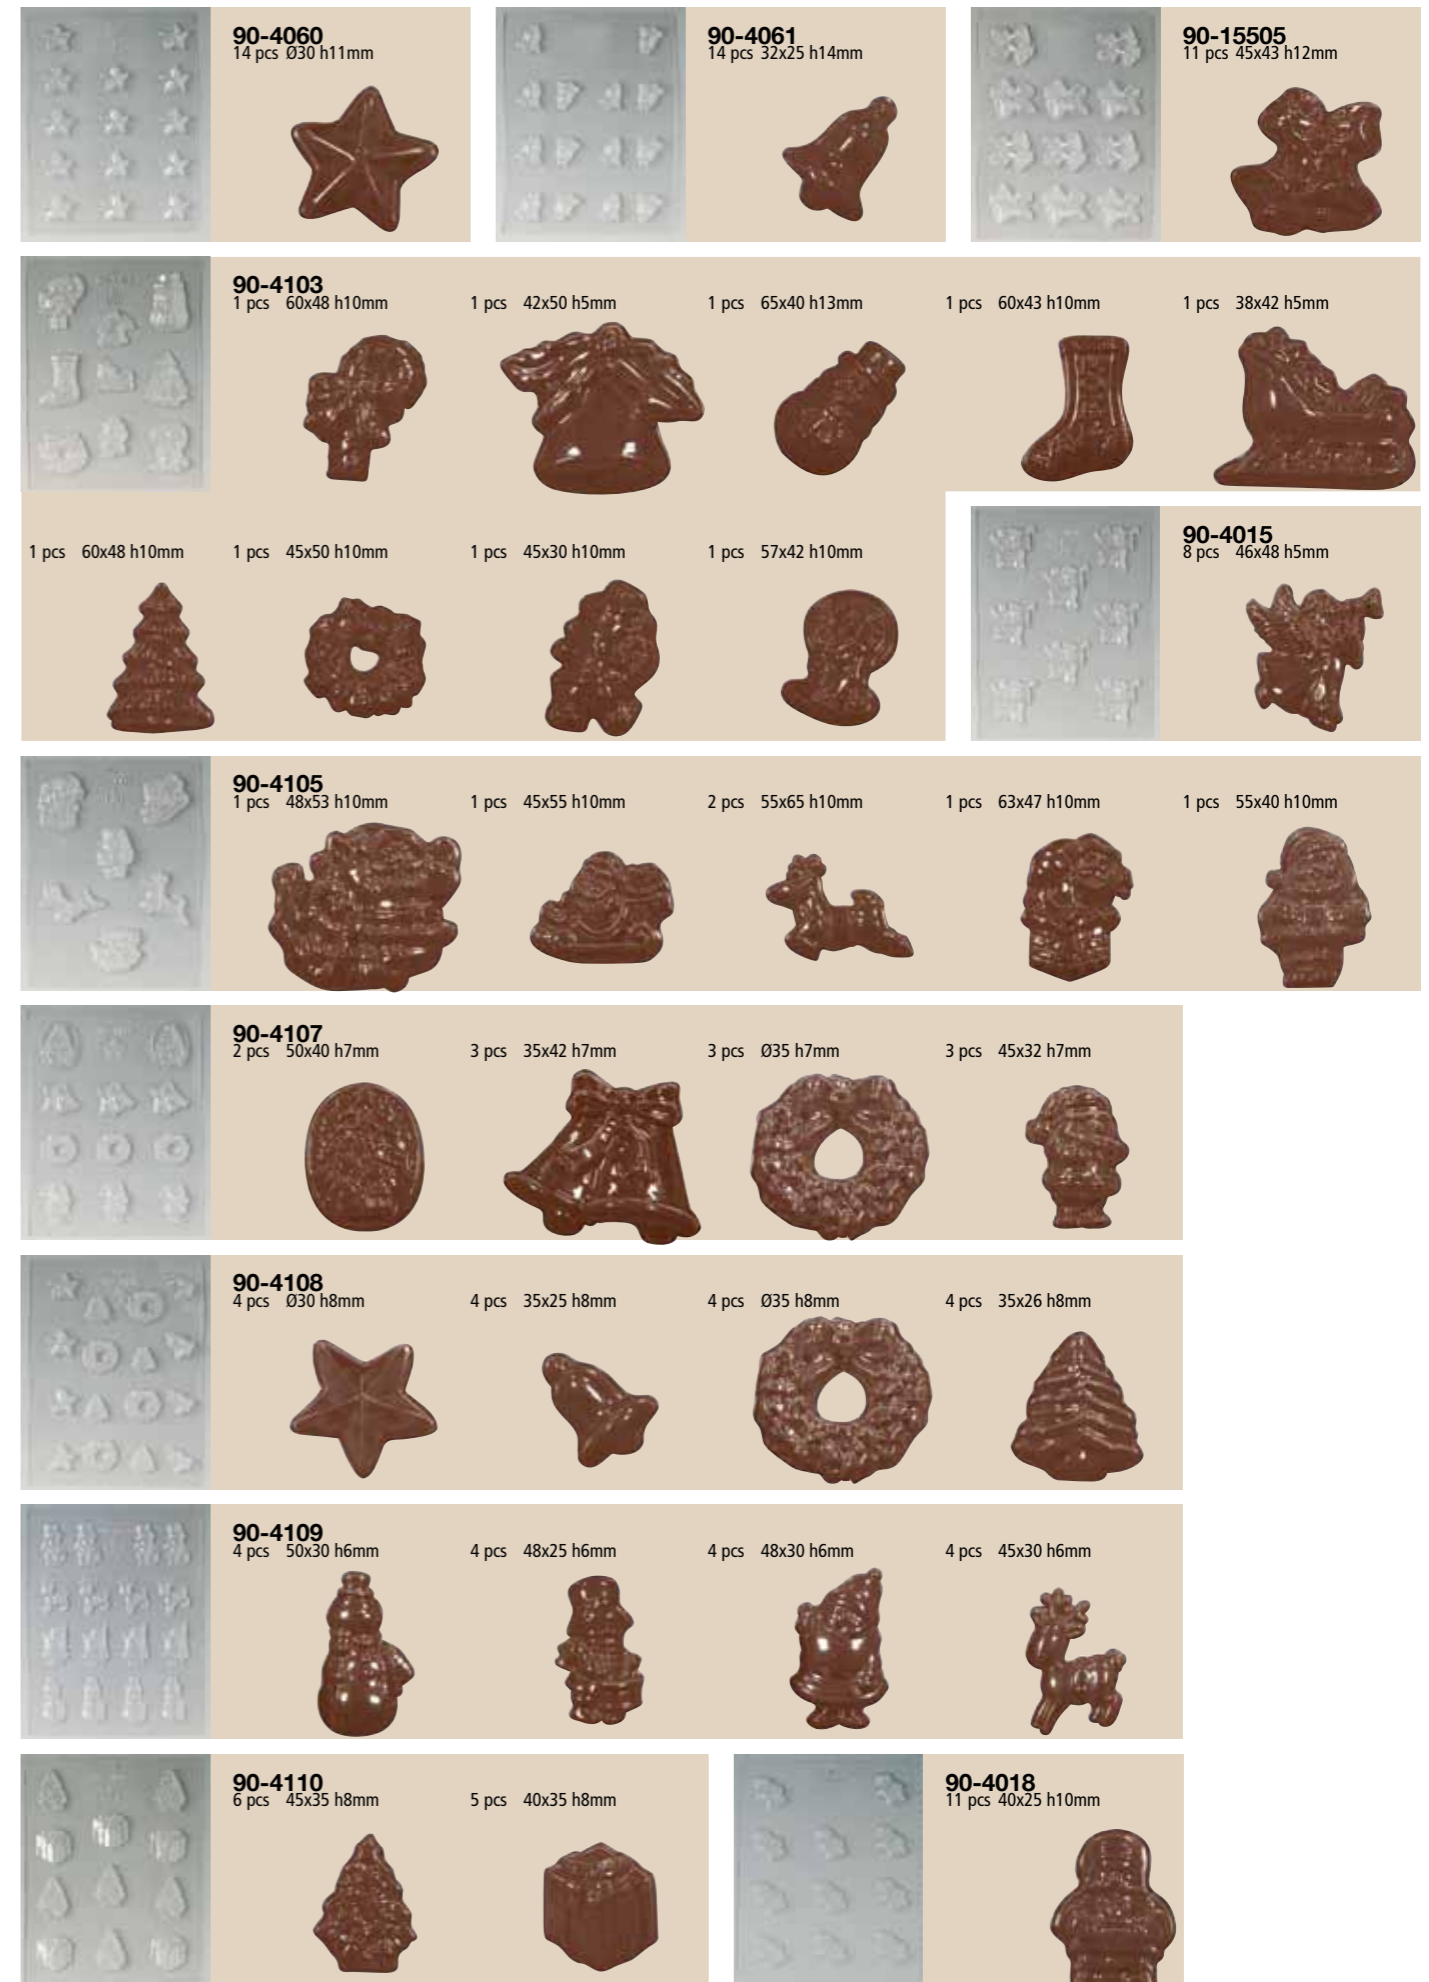 90-4060
14 pcs Ø30 h11mm
90-4061
14 pcs 32x25 h14mm
90-15505
11 pcs 45x43 h12mm
90-4103
1 pcs 60x48 h10mm
1 pcs 42x50 h5mm
1 pcs 65x40 h13mm
1 pcs 60x43 h10mm
1 pcs 38x42 h5mm
1 pcs 60x48 h10mm
1 pcs 45x50 h10mm
1 pcs 45x30 h10mm
1 pcs 57x42 h10mm
90-4015
8 pcs 46x48 h5mm
90-4105
1 pcs 48x53 h10mm
1 pcs 45x55 h10mm
2 pcs 55x65 h10mm
1 pcs 63x47 h10mm
1 pcs 55x40 h10mm
90-4107
2 pcs 50x40 h7mm
3 pcs 35x42 h7mm
3 pcs Ø35 h7mm
3 pcs 45x32 h7mm
90-4108
4 pcs Ø30 h8mm
4 pcs 35x25 h8mm
4 pcs Ø35 h8mm
4 pcs 35x26 h8mm
90-4109
4 pcs 50x30 h6mm
4 pcs 48x25 h6mm
4 pcs 48x30 h6mm
4 pcs 45x30 h6mm
90-4110
6 pcs 45x35 h8mm
5 pcs 40x35 h8mm
90-4018
11 pcs 40x25 h10mm